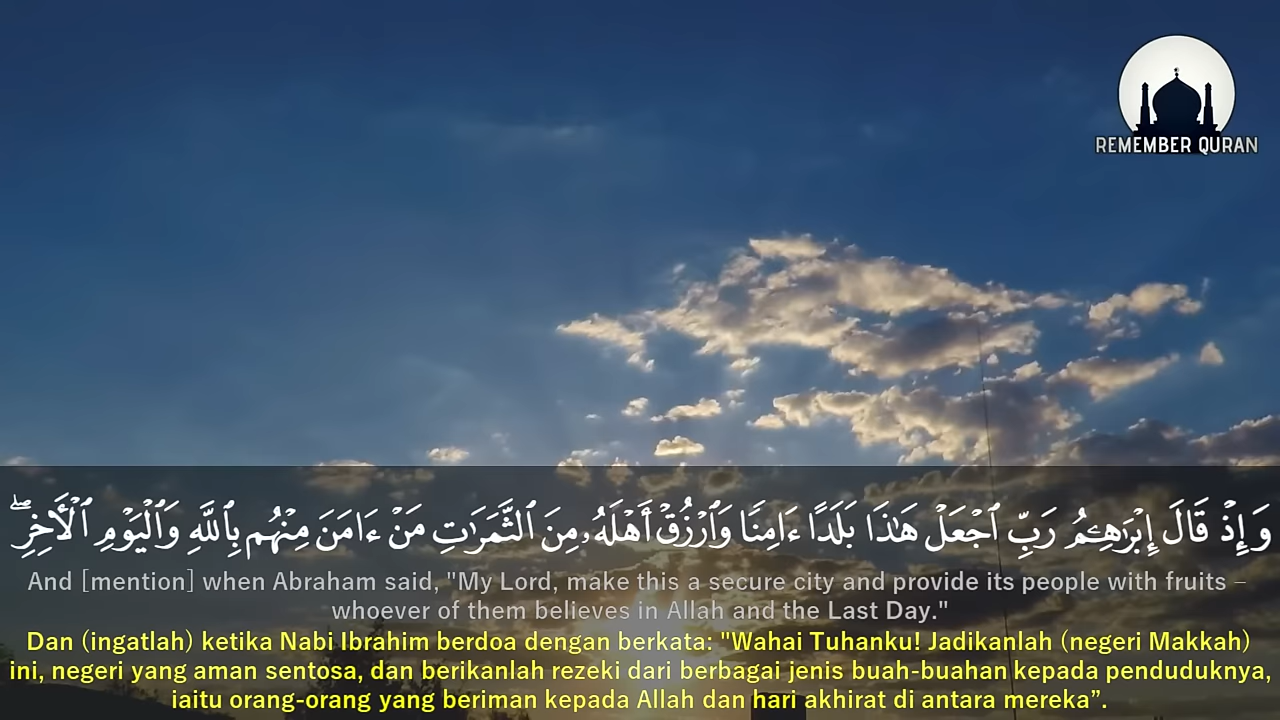 REMEMBER QURAN
وَإِذْ قَالَ إِبْرَٰهِـۧمُ رَبِّ ٱجْعَلْ هَـٰذَا بَلَدًا ءَامِنًا وَٱرْزُقْ أَهْلَهُۥ مِنَ ٱلثَّمَرَٰتِ مَنْ ءَامَنَ مِنْهُم بِٱللَّهِ وَٱلْيَوْمِ ٱلْـَٔاخِرِ ۖ
And [mention] when Abraham said, "My Lord, make this a secure city and provide its people with fruits –
whoever of them believes in Allah and the Last Day."
Dan (ingatlah) ketika Nabi Ibrahim berdoa dengan berkata: "Wahai Tuhanku! Jadikanlah (negeri Makkah)
ini, negeri yang aman sentosa, dan berikanlah rezeki dari berbagai jenis buah-buahan kepada penduduknya,
iaitu orang-orang yang beriman kepada Allah dan hari akhirat di antara mereka”.